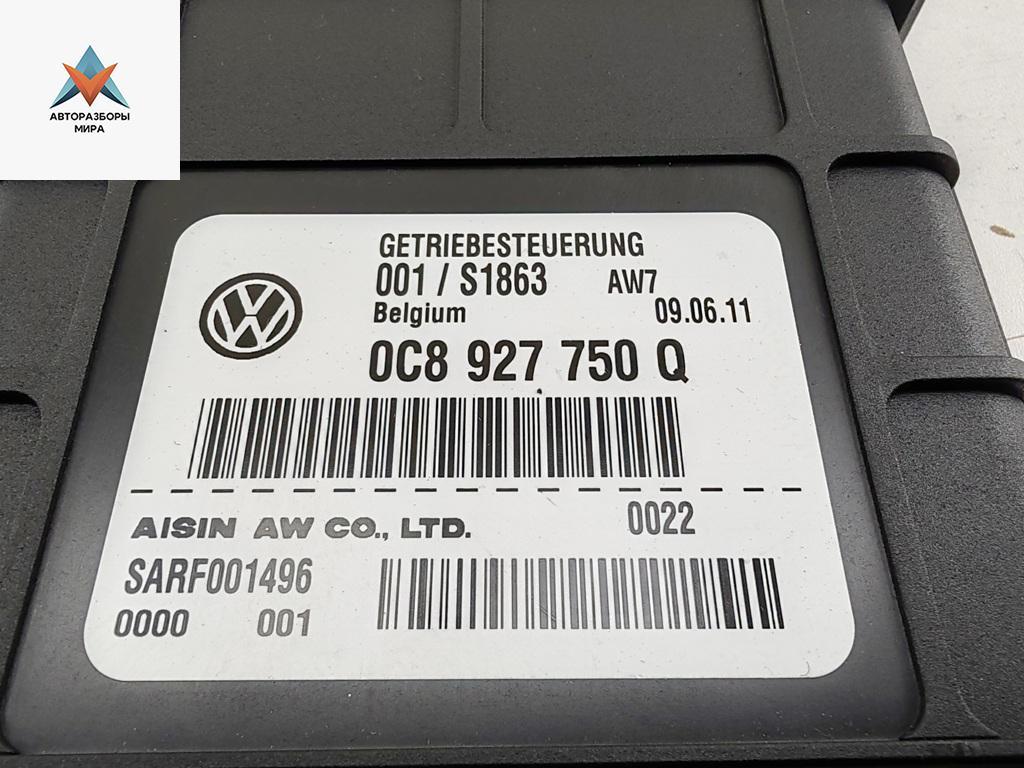 АВТОРАЗБОРЫ
МИРА
GETRIEBESTEUERUNG
001 / S1863 AW7
Belgium 09.06.11
0C8 927 750 Q
AISIN AW CO., LTD. 0022
SARF001496
0000 001